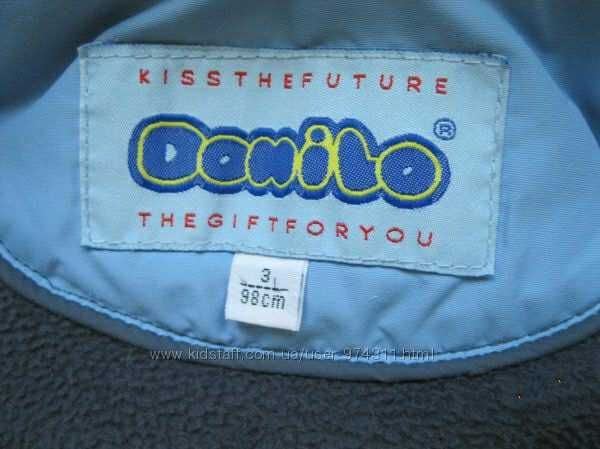 KISSTHEFUTURE
Danilo®
THEGIFTFORYOU
3
98cm
www.kidstaff.com.ua/user_974311.html